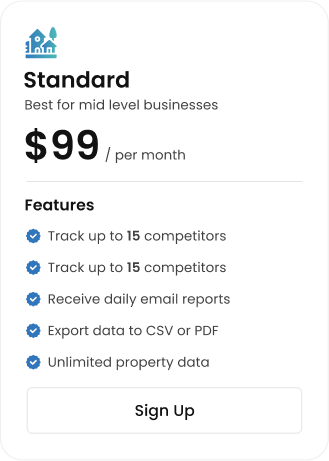 Standard
Best for mid level businesses
$99 / per month
Features
Track up to 15 competitors
Track up to 15 competitors
Receive daily email reports
Export data to CSV or PDF
Unlimited property data
Sign Up